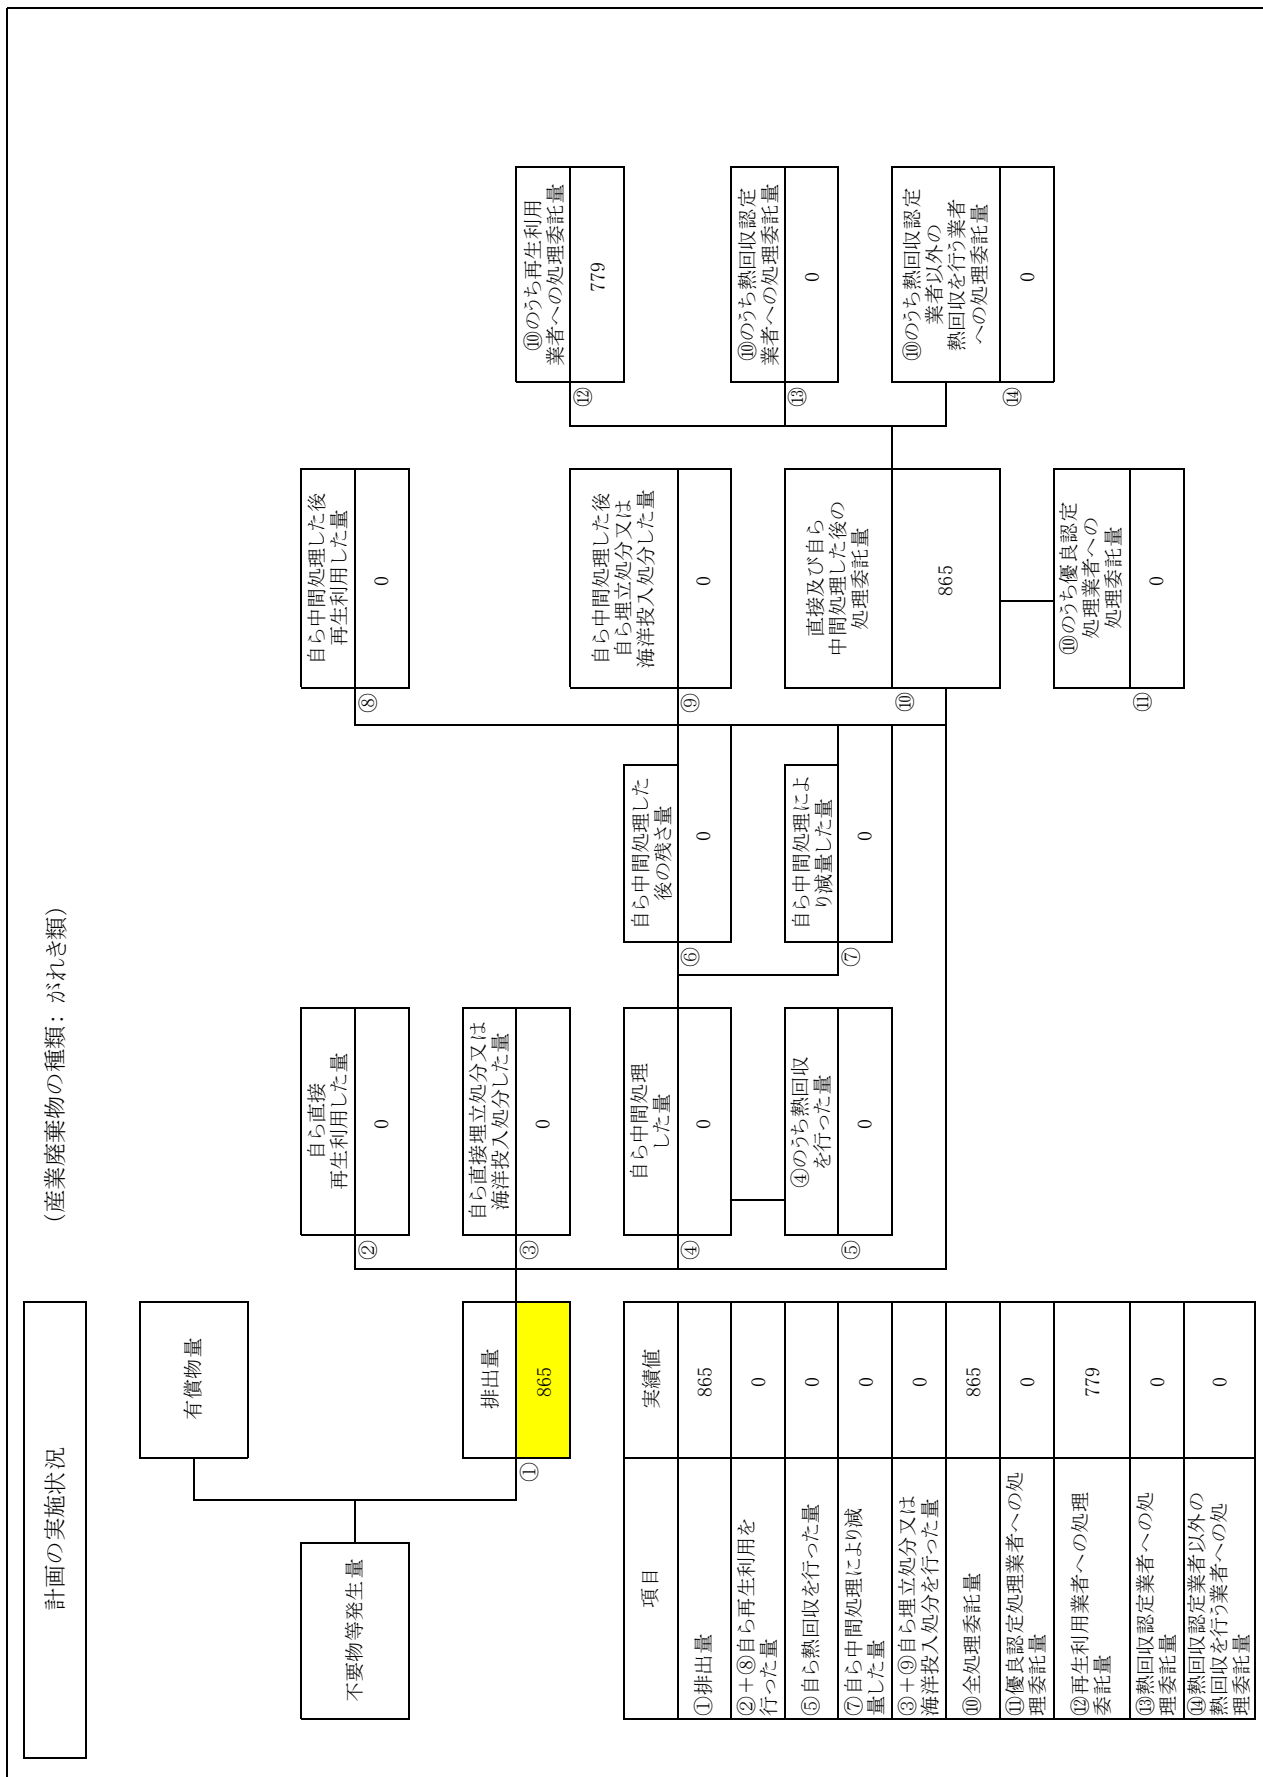 計画の実施状況
(産業廃棄物の種類：がれき類)
不要物等発生量
有償物量
排出量
①
865
自ら直接
再生利用した量
②
0
自ら直接埋立処分又は
海洋投入処分した量
③
0
自ら中間処理
した量
④
0
④のうち熱回収
を行った量
⑤
0
自ら中間処理した
後の残さ量
⑥
0
自ら中間処理によ
り減量した量
⑦
0
自ら中間処理した後
再生利用した量
⑧
0
自ら中間処理した後
自ら埋立処分又は
海洋投入処分した量
⑨
0
直接及び自ら
中間処理した後の
処理委託量
⑩
865
⑩のうち優良認定
処理業者への
処理委託量
⑪
0
⑩のうち再生利用
業者への処理委託量
⑫
779
⑩のうち熱回収認定
業者への処理委託量
⑬
0
⑩のうち熱回収認定
業者以外の
熱回収を行う業者
への処理委託量
⑭
0
項目 実績値
①排出量 865
②＋⑧自ら再生利用を
行った量 0
⑤自ら熱回収を行った量 0
⑦自ら中間処理により減
量した量 0
③＋⑨自ら埋立処分又は
海洋投入処分を行った量 0
⑩全処理委託量 865
⑪優良認定処理業者への処
理委託量 0
⑫再生利用業者への処理
委託量 779
⑬熱回収認定業者への処
理委託量 0
⑭熱回収認定業者以外の
熱回収を行う業者への処
理委託量 0